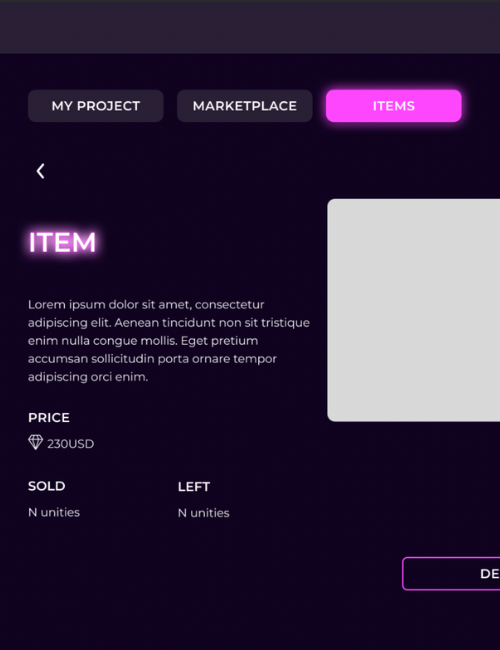 MY PROJECT
MARKETPLACE
ITEMS
ITEM
Lorem ipsum dolor sit amet, consectetur
adipiscing elit. Aenean tincidunt non sit tristique
enim nulla congue mollis. Eget pretium
accumsan sollicitudin porta ornare tempor
adipiscing orci enim.
PRICE
230USD
SOLD
LEFT
N unities
N unities
DE